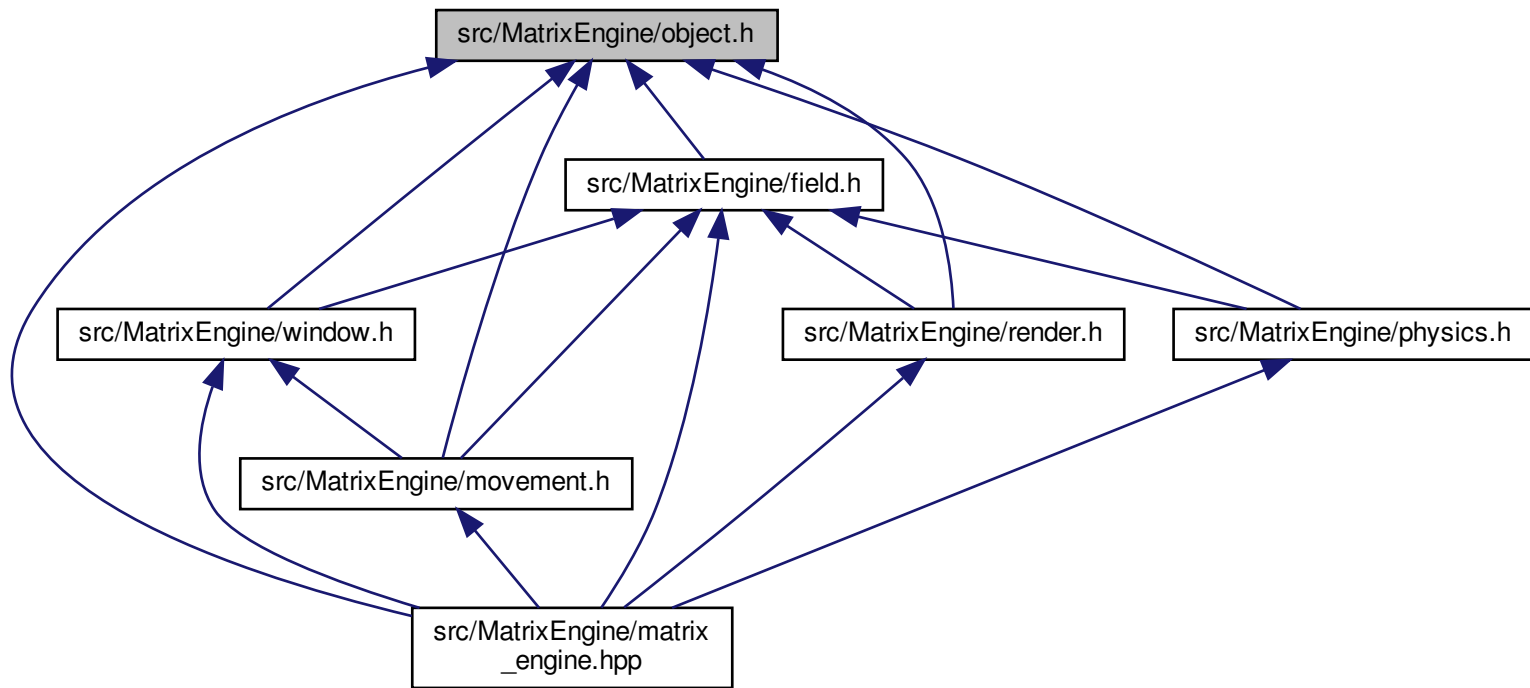 src/MatrixEngine/object.h
src/MatrixEngine/field.h
src/MatrixEngine/window.h
src/MatrixEngine/render.h
src/MatrixEngine/physics.h
src/MatrixEngine/movement.h
src/MatrixEngine/matrix
_engine.hpp